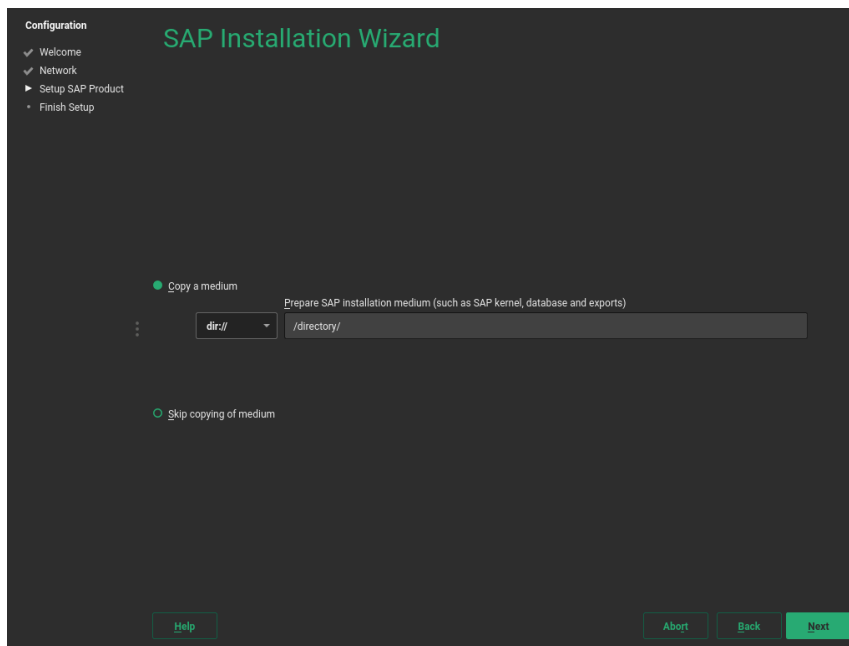 Configuration
Welcome
Network
Setup SAP Product
Finish Setup
SAP Installation Wizard
Copy a medium
Prepare SAP installation medium (such as SAP kernel, database and exports)
dir:// /directory/
Skip copying of medium
Help Abort Back Next